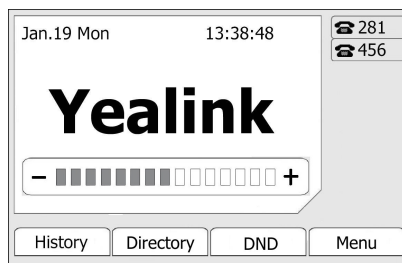 Jan.19 Mon 13:38:48
281
456
Yealink
- +
History Directory DND Menu